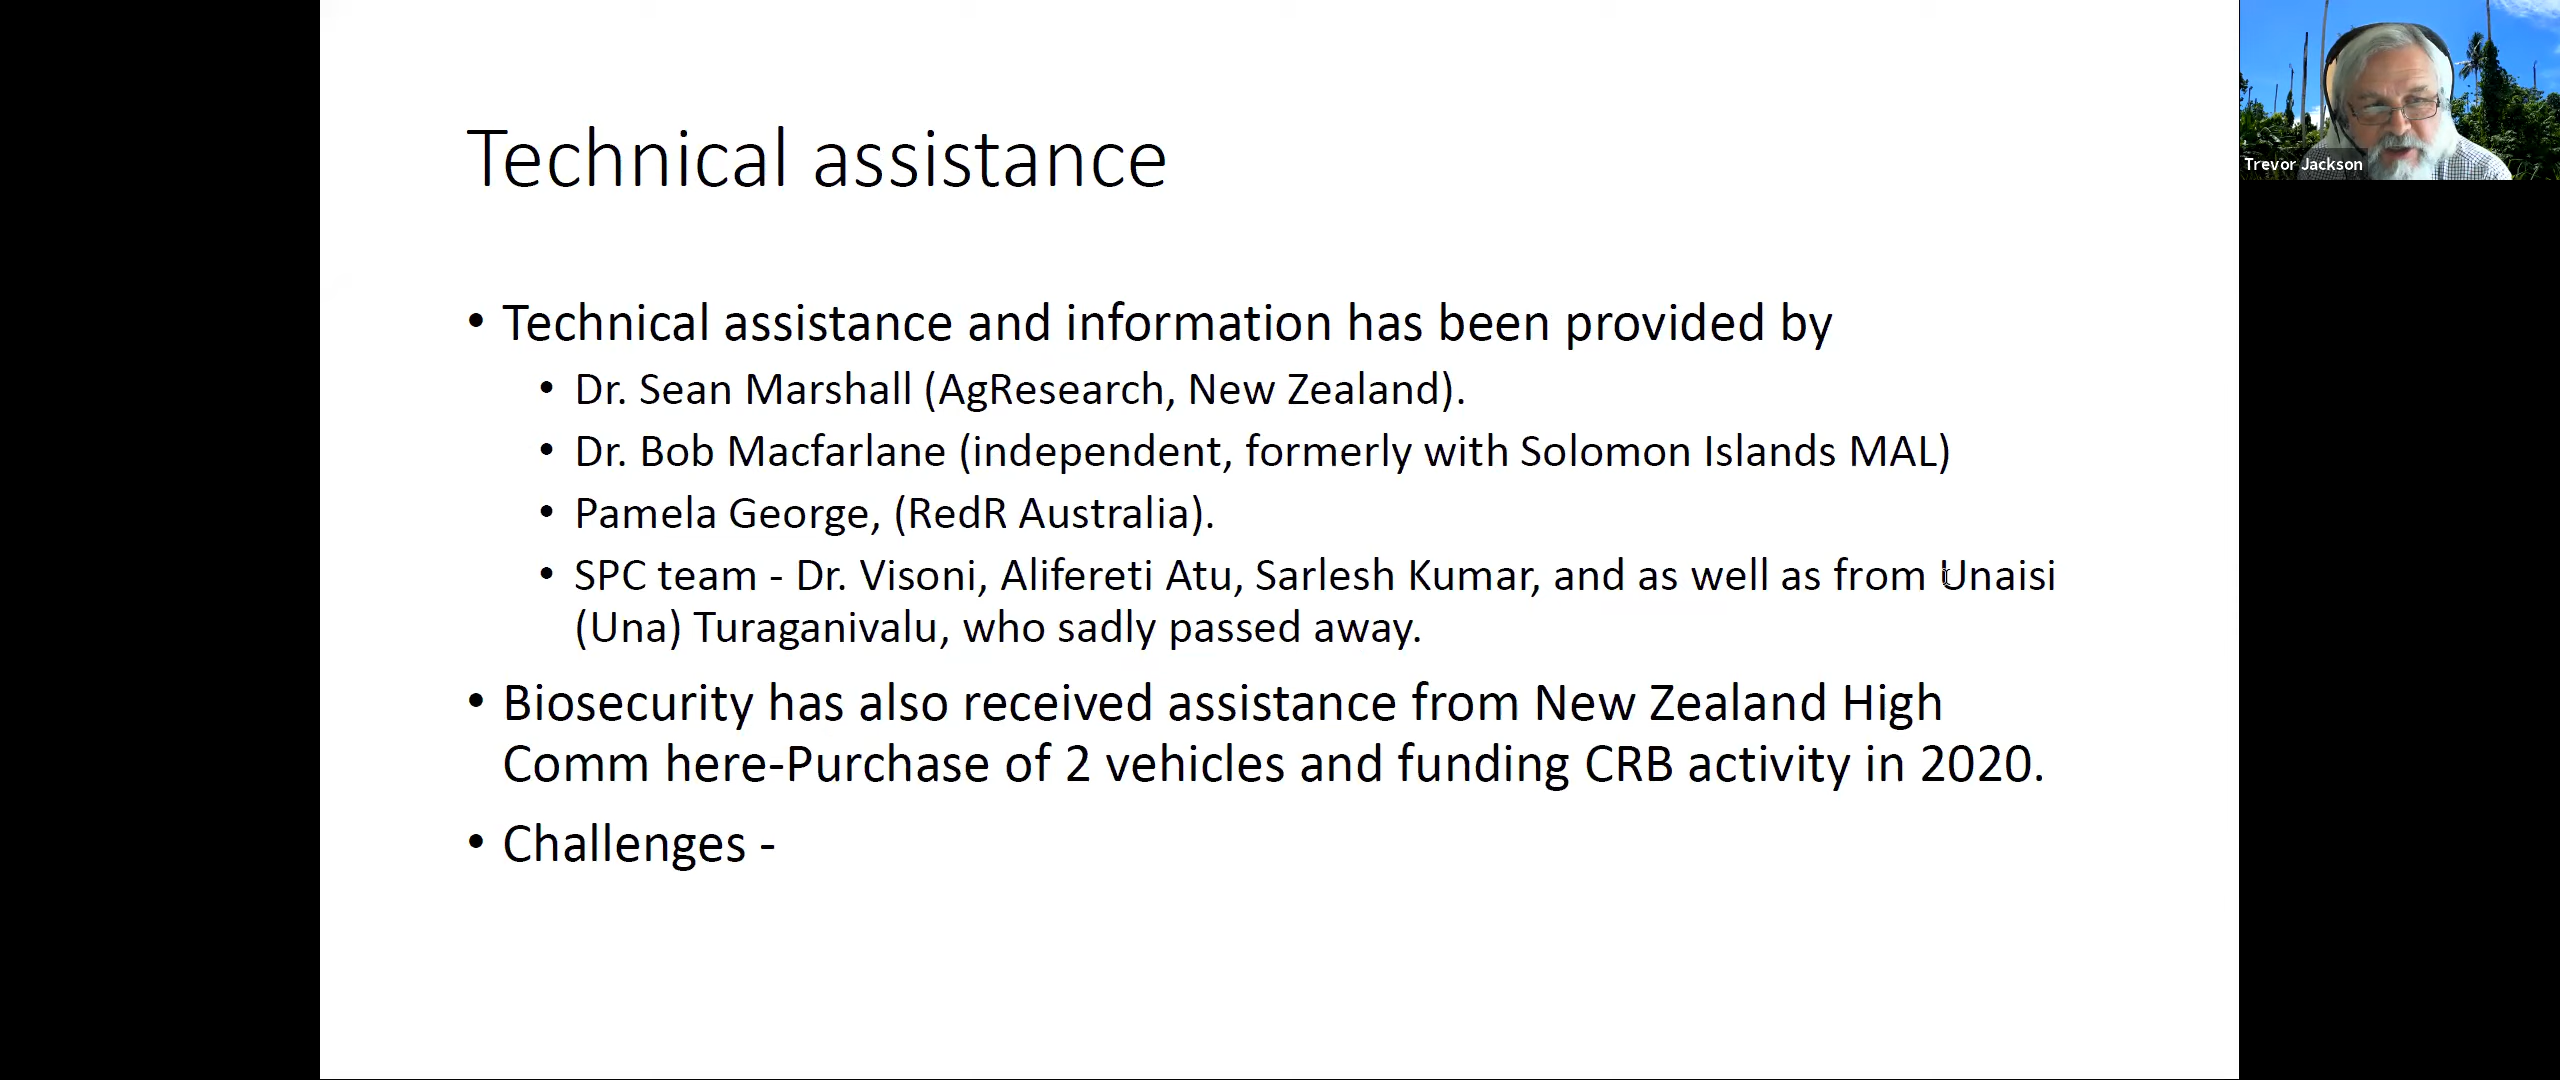 Technical assistance
• Technical assistance and information has been provided by
• Dr. Sean Marshall (AgResearch, New Zealand).
• Dr. Bob Macfarlane (independent, formerly with Solomon Islands MAL)
• Pamela George, (RedR Australia).
• SPC team - Dr. Visoni, Alifereti Atu, Sarlesh Kumar, and as well as from Unaisi
(Una) Turaganivalu, who sadly passed away.
• Biosecurity has also received assistance from New Zealand High
Comm here-Purchase of 2 vehicles and funding CRB activity in 2020.
• Challenges -
Trevor Jackson